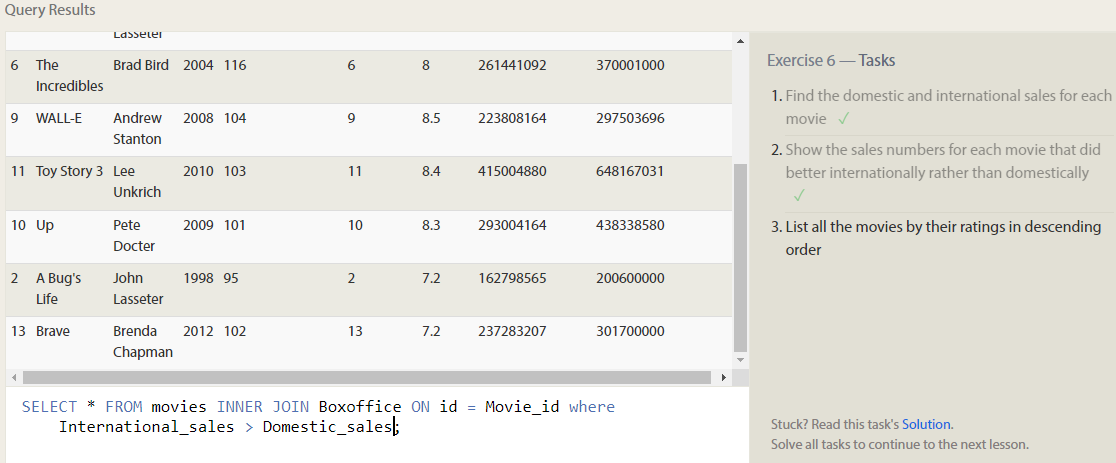 Query Results
Lasseter
6 The Brad Bird 2004 116 6 8 261441092 370001000
Incredibles
9 WALL-E Andrew 2008 104 9 8.5 223808164 297503696
Stanton
11 Toy Story 3 Lee 2010 103 11 8.4 415004880 648167031
Unkrich
10 Up Pete 2009 101 10 8.3 293004164 438338580
Docter
2 A Bug's John 1998 95 2 7.2 162798565 200600000
Life Lasseter
13 Brave Brenda 2012 102 13 7.2 237283207 301700000
Chapman
SELECT * FROM movies INNER JOIN Boxoffice ON id = Movie_id where
International_sales > Domestic_sales;
Exercise 6 — Tasks
1. Find the domestic and international sales for each
movie ✓
2. Show the sales numbers for each movie that did
better internationally rather than domestically
✓
3. List all the movies by their ratings in descending
order
Stuck? Read this task's Solution.
Solve all tasks to continue to the next lesson.